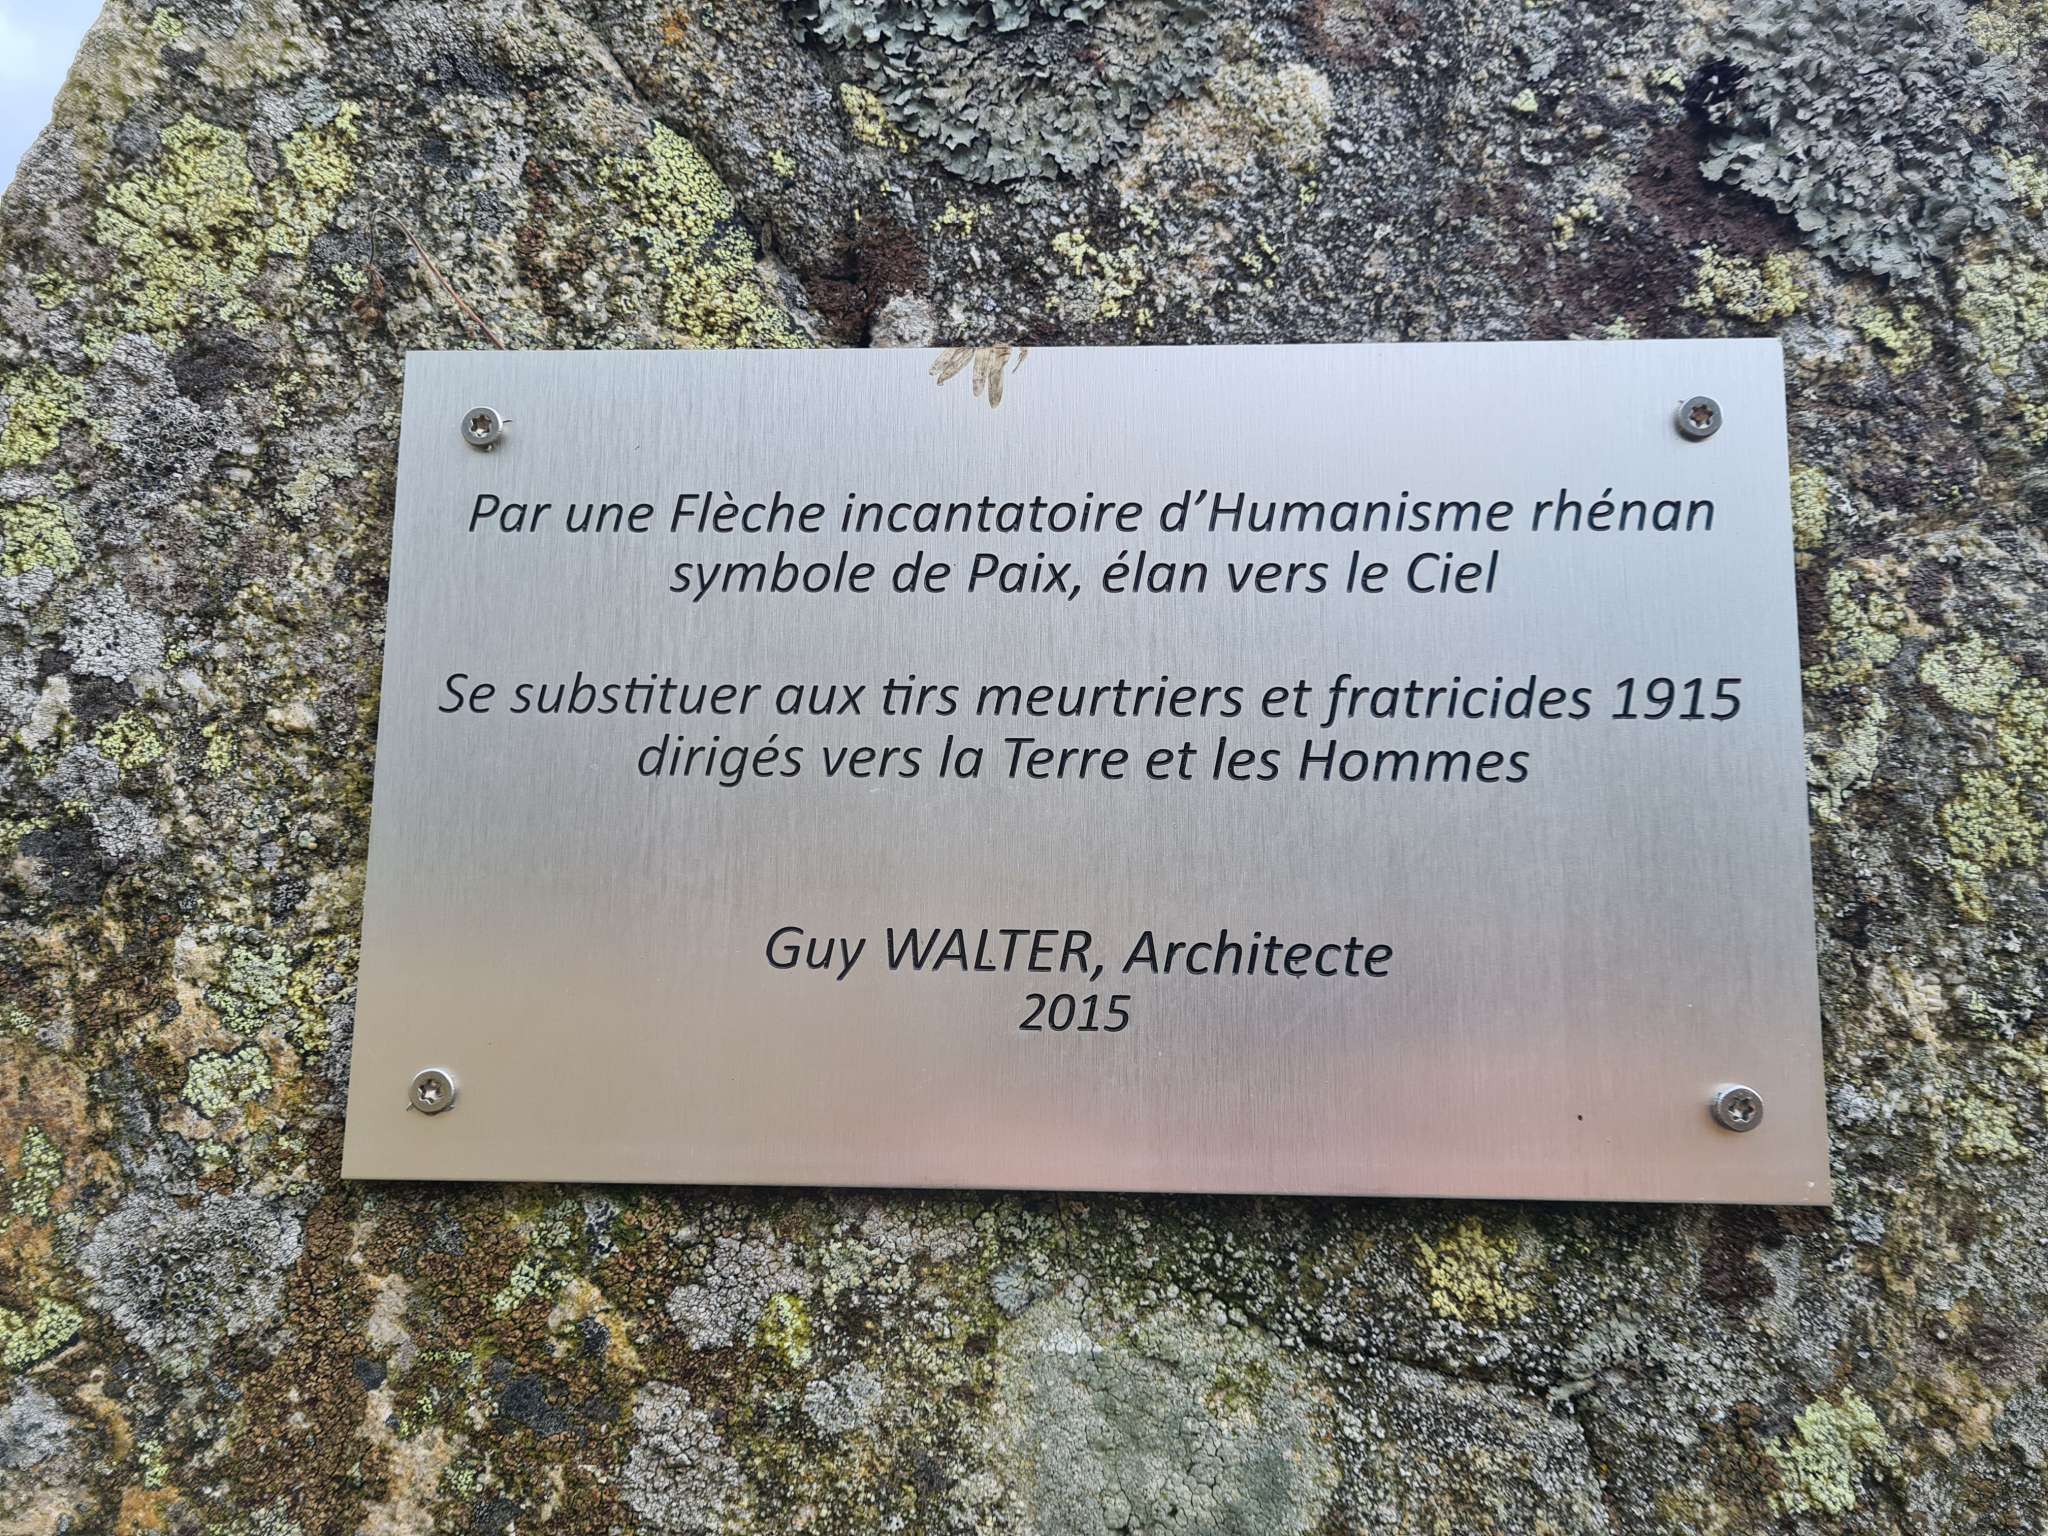 Par une Flèche incantatoire d’Humanisme rhénan
symbole de Paix, élan vers le Ciel
Se substituer aux tirs meurtriers et fratricides 1915
dirigés vers la Terre et les Hommes
Guy WALTER, Architecte
2015